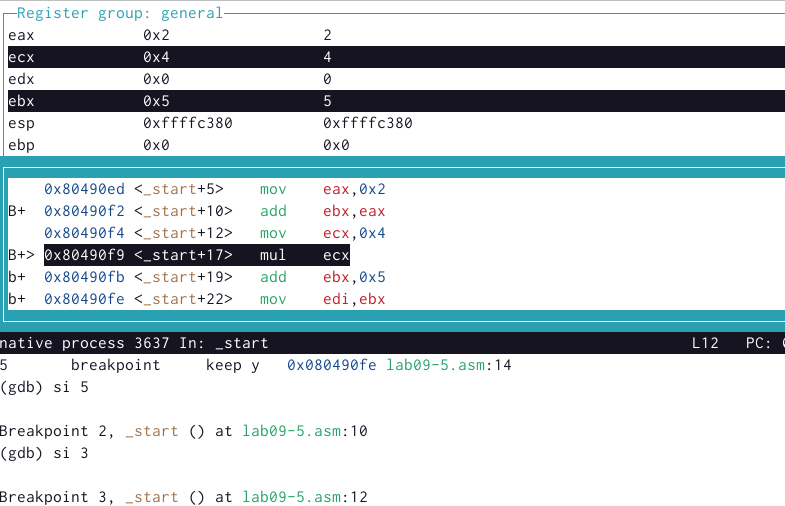 Register group: general
eax 0x2 2
ecx 0x4 4
edx 0x0 0
ebx 0x5 5
esp 0xffffc380 0xffffc380
ebp 0x0 0x0
0x80490ed <_start+5> mov eax,0x2
B+ 0x80490f2 <_start+10> add ebx,eax
0x80490f4 <_start+12> mov ecx,0x4
B+> 0x80490f9 <_start+17> mul ecx
b+ 0x80490fb <_start+19> add ebx,0x5
b+ 0x80490fe <_start+22> mov edi,ebx
native process 3637 In: _start L12 PC:
5 breakpoint keep y 0x080490fe lab09-5.asm:14
(gdb) si 5
Breakpoint 2, _start () at lab09-5.asm:10
(gdb) si 3
Breakpoint 3, _start () at lab09-5.asm:12